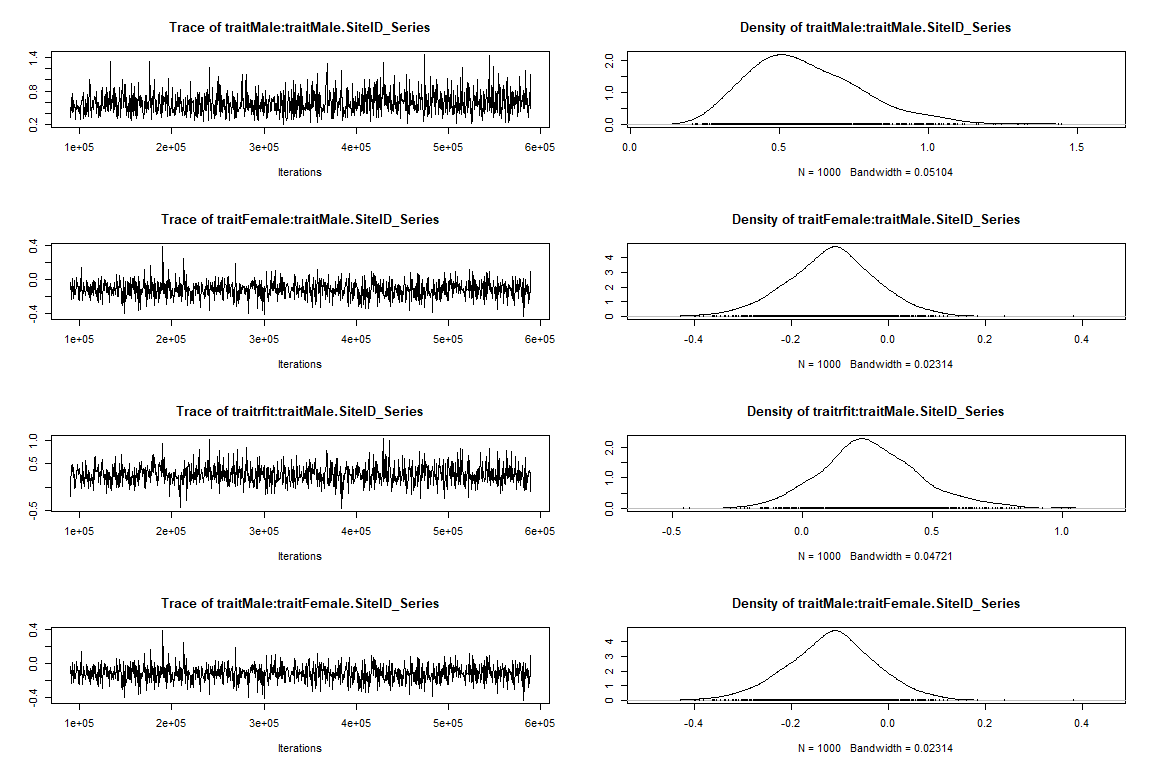 Trace of traitMale:traitMale.SiteID_Series
1.4
0.8
0.2
1e+05 2e+05 3e+05 4e+05 5e+05 6e+05
Iterations
Density of traitMale:traitMale.SiteID_Series
2.0
1.0
0.0
0.0 0.5 1.0 1.5
N = 1000 Bandwidth = 0.05104
Trace of traitFemale:traitMale.SiteID_Series
0.4
0.0
-0.4
1e+05 2e+05 3e+05 4e+05 5e+05 6e+05
Iterations
Density of traitFemale:traitMale.SiteID_Series
4
3
2
1
0
-0.4 -0.2 0.0 0.2 0.4
N = 1000 Bandwidth = 0.02314
Trace of traitrfit:traitMale.SiteID_Series
1.0
0.5
-0.5
1e+05 2e+05 3e+05 4e+05 5e+05 6e+05
Iterations
Density of traitrfit:traitMale.SiteID_Series
2.0
1.0
0.0
-0.5 0.0 0.5 1.0
N = 1000 Bandwidth = 0.04721
Trace of traitMale:traitFemale.SiteID_Series
0.4
0.0
-0.4
1e+05 2e+05 3e+05 4e+05 5e+05 6e+05
Iterations
Density of traitMale:traitFemale.SiteID_Series
4
3
2
1
0
-0.4 -0.2 0.0 0.2 0.4
N = 1000 Bandwidth = 0.02314